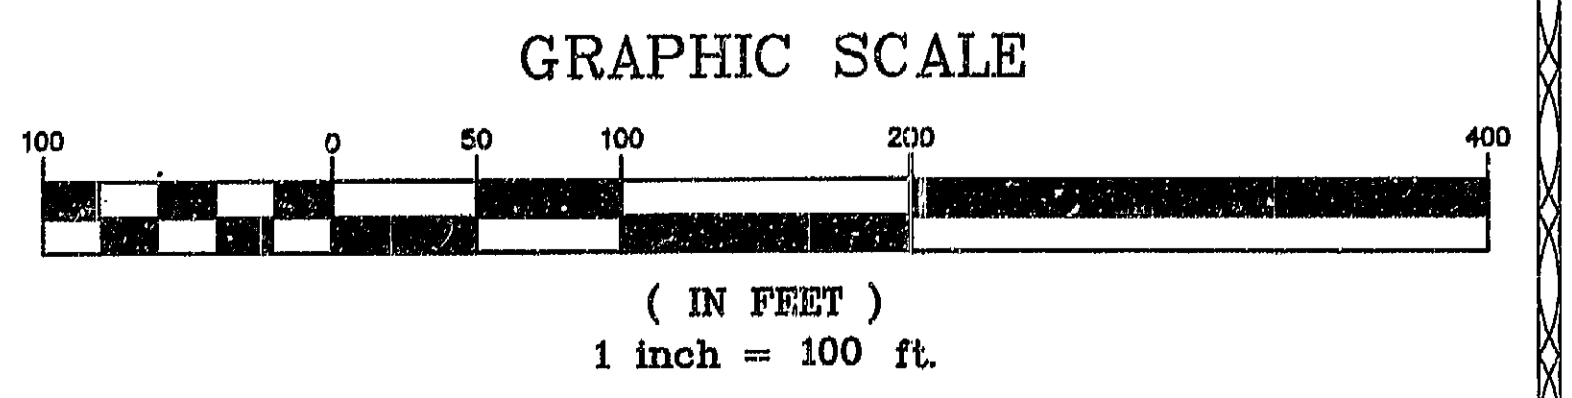 GRAPHIC SCALE
100 0 50 100 200 400
( IN FEET )
1 inch = 100 ft.